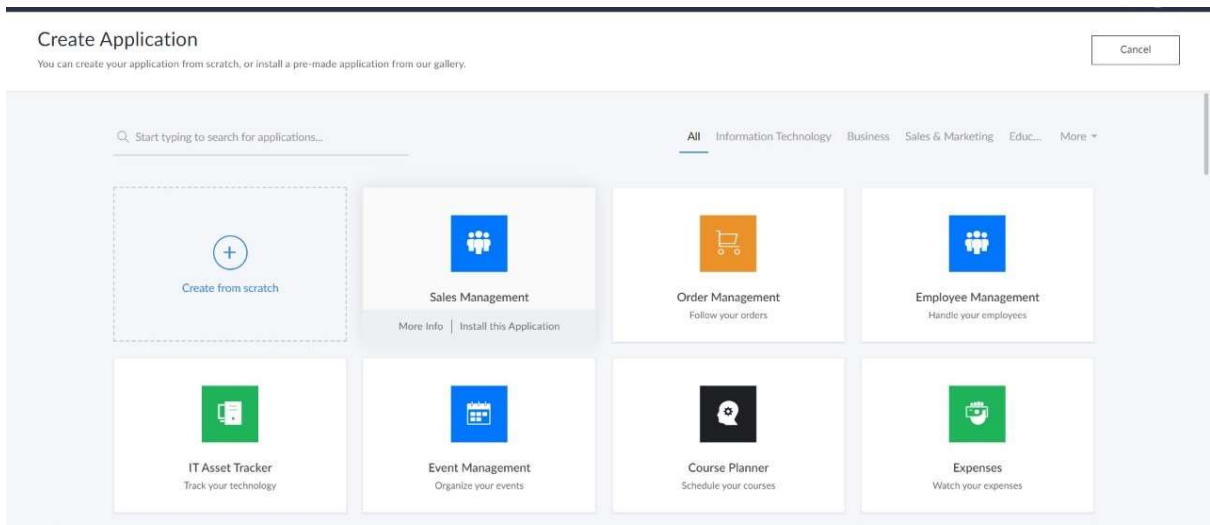 Create Application
Cancel
You can create your application from scratch, or install a pre-made application from our gallery.
Start typing to search for applications...
All Information Technology Business Sales & Marketing Educ... More
Create from scratch
Sales Management
More Info | Install this Application
Order Management
Follow your orders
Employee Management
Handle your employees
IT Asset Tracker
Track your technology
Event Management
Organize your events
Course Planner
Schedule your courses
Expenses
Watch your expenses